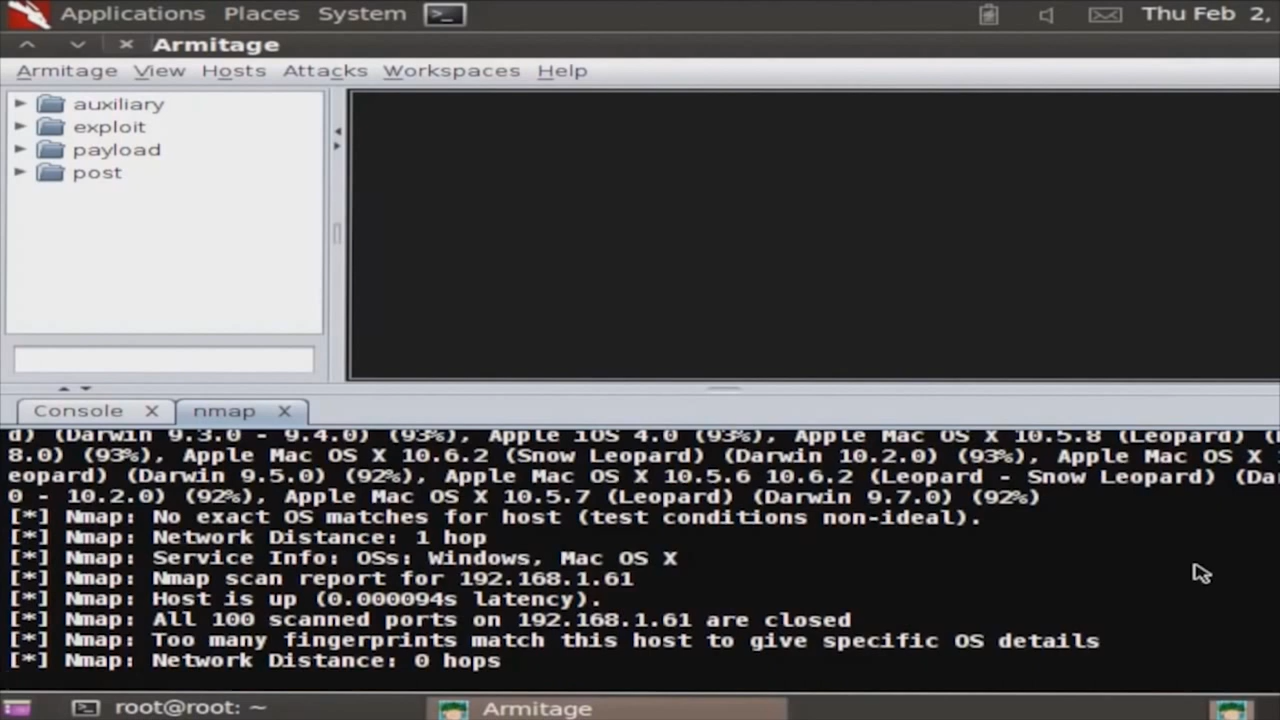 Applications Places System Thu Feb 2,
Armitage
Armitage View Hosts Attacks Workspaces Help
auxiliary
exploit
payload
post
Console X nmap X
d) (Darwin 9.3.0 - 9.4.0) (93%), Apple iOS 4.0 (93%), Apple Mac OS X 10.5.8 (Leopard) (
8.0) (93%), Apple Mac OS X 10.6.2 (Snow Leopard) (Darwin 10.2.0) (93%), Apple Mac OS X
eopard) (Darwin 9.5.0) (92%), Apple Mac OS X 10.5.6 10.6.2 (Leopard - Snow Leopard) (Da
0 - 10.2.0) (92%), Apple Mac OS X 10.5.7 (Leopard) (Darwin 9.7.0) (92%)
[*] Nmap: No exact OS matches for host (test conditions non-ideal).
[*] Nmap: Network Distance: 1 hop
[*] Nmap: Service Info: OSs: Windows, Mac OS X
[*] Nmap: Nmap scan report for 192.168.1.61
[*] Nmap: Host is up (0.000094s latency).
[*] Nmap: All 100 scanned ports on 192.168.1.61 are closed
[*] Nmap: Too many fingerprints match this host to give specific OS details
[*] Nmap: Network Distance: 0 hops
root@root: ~ Armitage